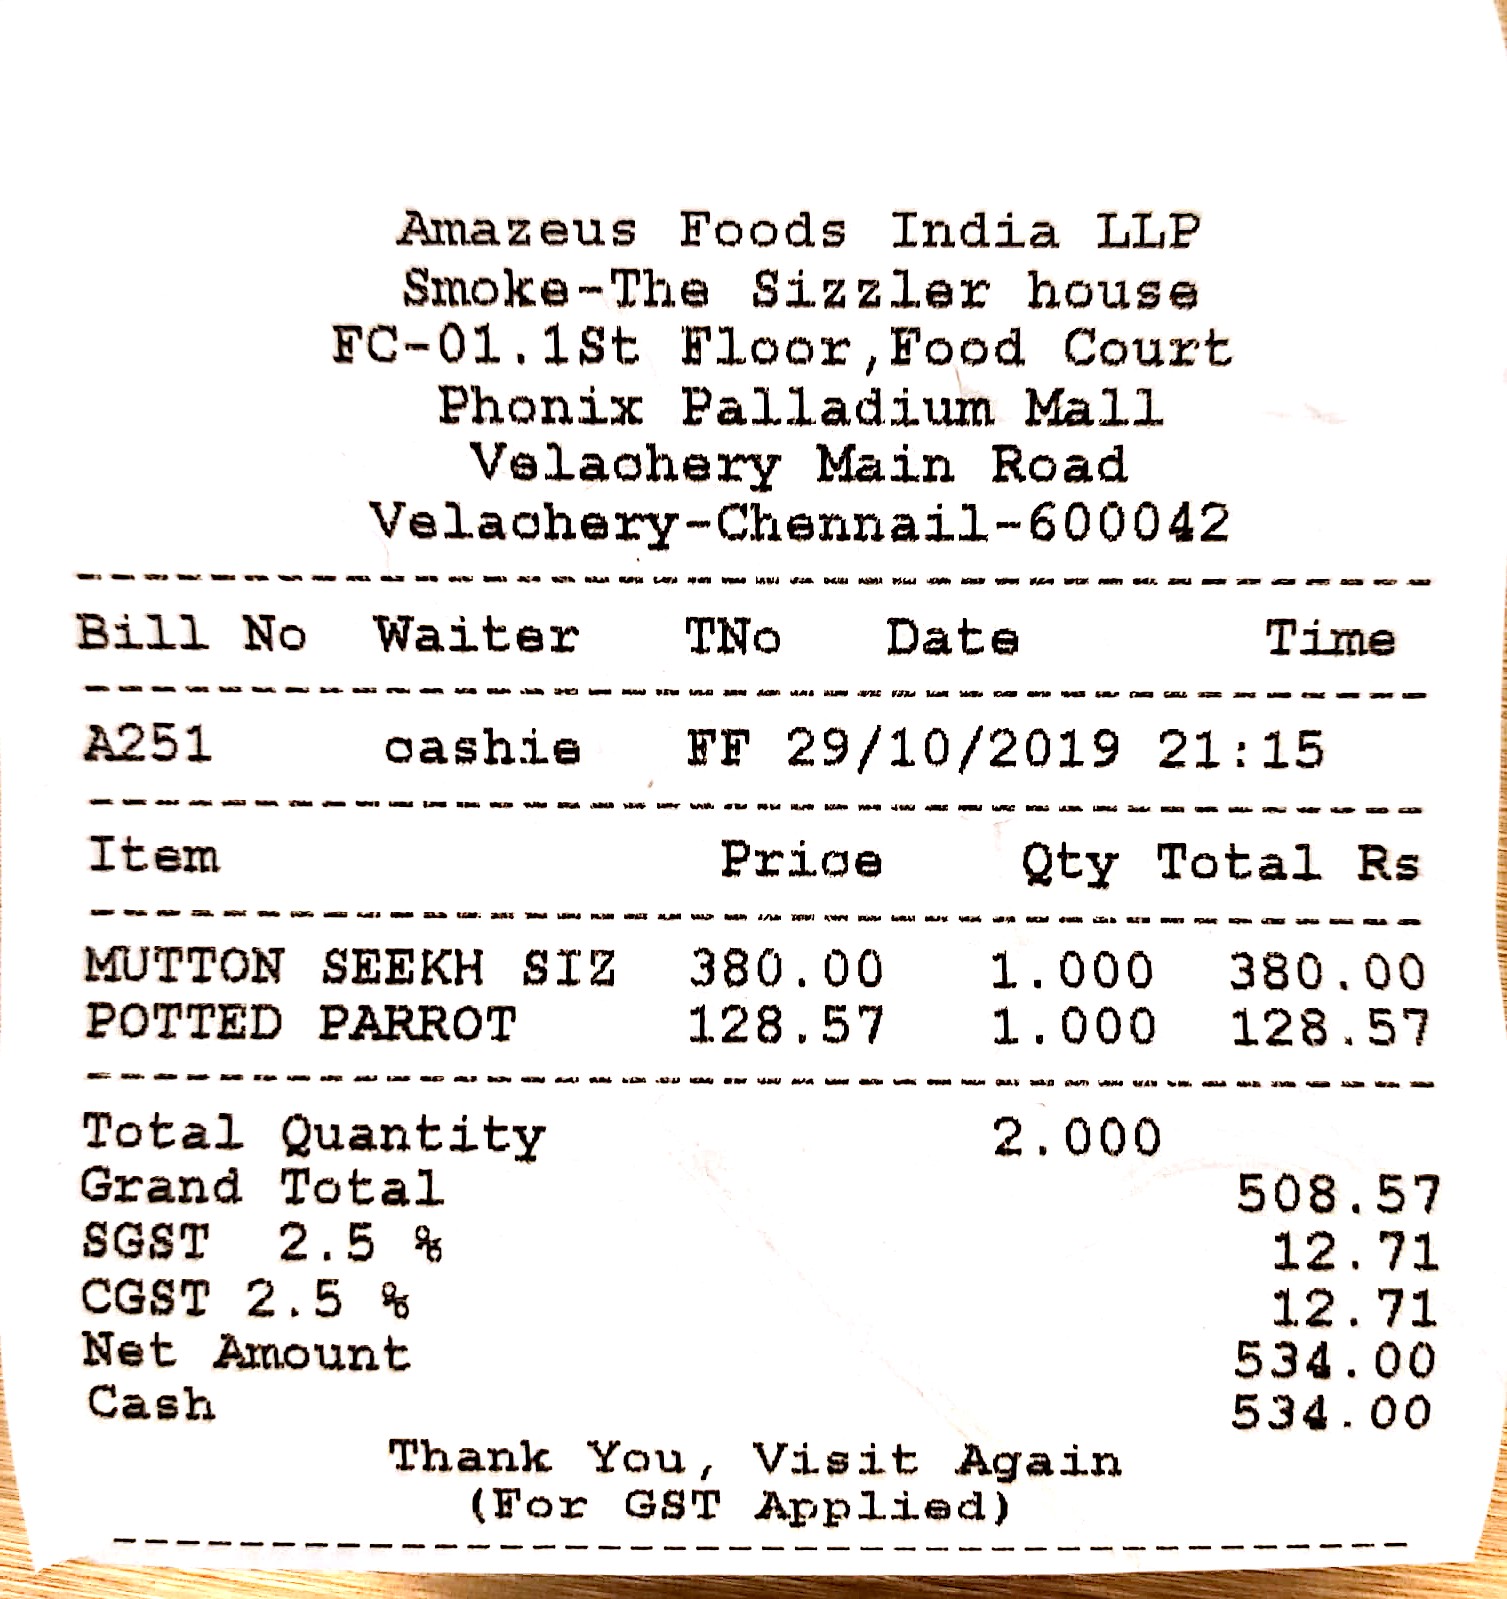 Amazeus Foods India LLP
Smoke-The Sizzler house
FC-01.1St Floor,Food Court
Phonix Palladium Mall
Velachery Main Road
Velachery-Chennail-600042
Bill No Waiter TNo Date Time
A251 cashie FF 29/10/2019 21:15
Item Price Qty Total Rs
MUTTON SEEKH SIZ 380.00 1.000 380.00
POTTED PARROT 128.57 1.000 128.57
Total Quantity 2.000
Grand Total 508.57
SGST 2.5 % 12.71
CGST 2.5 % 12.71
Net Amount 534.00
Cash 534.00
Thank You, Visit Again
(For GST Applied)